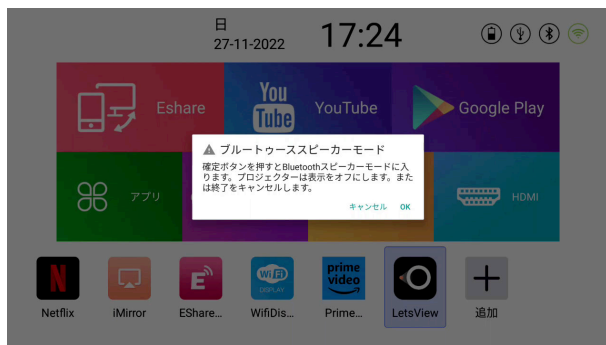 日
27-11-2022
17:24
Eshare
You
Tube
YouTube
Google Play
ブルートゥーススピーカーモード
確定ボタンを押すとBluetoothスピーカーモードに入
ります。プロジェクターは表示をオフにします。また
は終了をキャンセルします。
キャンセル OK
アプリ
HDMI
N
E
WiFi
DISPLAY
prime
video
Netflix
iMirror
EShare...
WifiDis...
Prime...
LetsView
追加